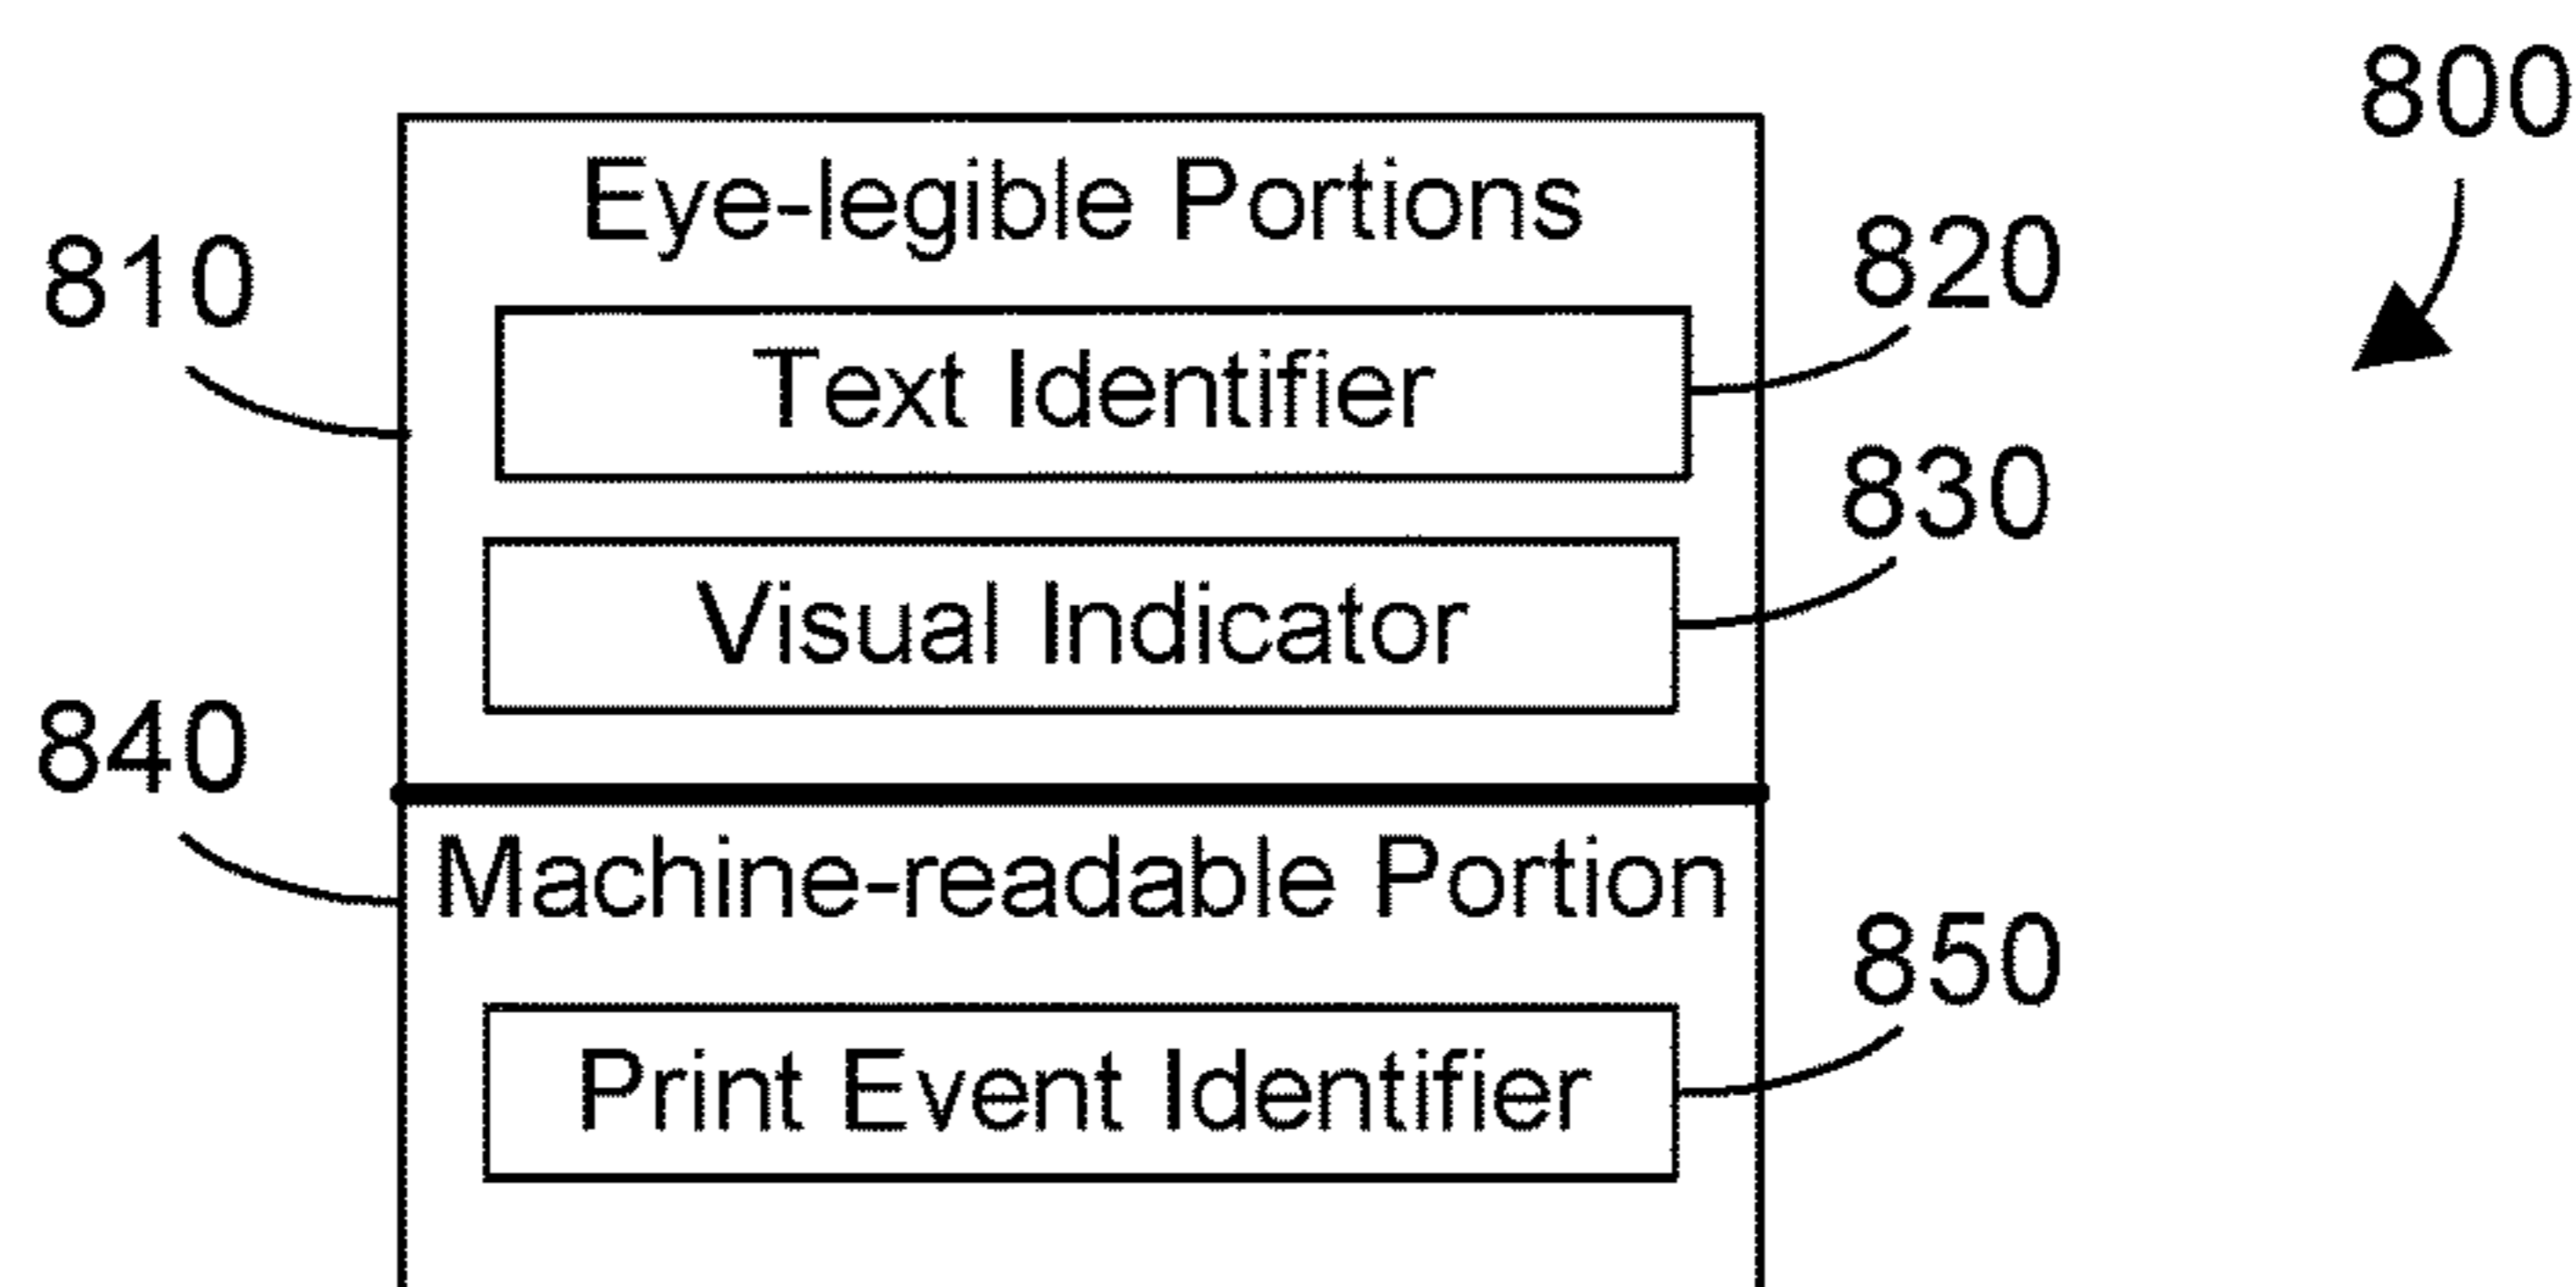 800
Eye-legible Portions
810
820
Text Identifier
830
Visual Indicator
840
Machine-readable Portion
850
Print Event Identifier